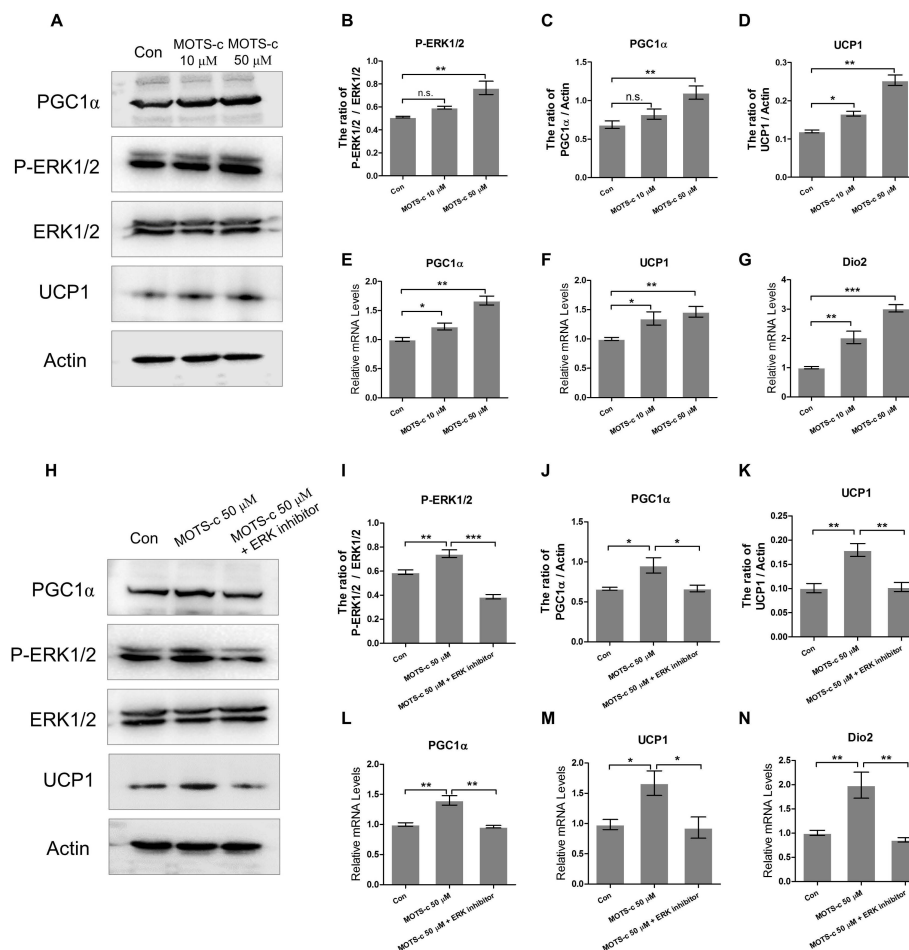 A
Con
MOTS-c
10 μM
MOTS-c
50 μM
PGC1α
P-ERK1/2
ERK1/2
UCP1
Actin
B
P-ERK1/2
The ratio of
P-ERK1/2 / ERK1/2
0.8
0.6
0.4
0.2
0.0
1.0
n.s.
**
Con
MOTS-c 10 μM
MOTS-c 50 μM
C
PGC1α
The ratio of
PGC1α / Actin
1.5
1.0
0.5
0.0
n.s.
**
Con
MOTS-c 10 μM
MOTS-c 50 μM
D
UCP1
The ratio of
UCP1 / Actin
0.3
0.2
0.1
0.0
*
**
Con
MOTS-c 10 μM
MOTS-c 50 μM
E
PGC1α
Relative mRNA Levels
2.0
1.5
1.0
0.5
0.0
*
**
Con
MOTS-c 10 μM
MOTS-c 50 μM
F
UCP1
Relative mRNA Levels
2.0
1.5
1.0
0.5
0.0
*
**
Con
MOTS-c 10 μM
MOTS-c 50 μM
G
Dio2
Relative mRNA Levels
4
3
2
1
0
**
***
Con
MOTS-c 10 μM
MOTS-c 50 μM
H
Con
MOTS-c 50 μM
MOTS-c 50 μM
+ ERK inhibitor
PGC1α
P-ERK1/2
ERK1/2
UCP1
Actin
I
P-ERK1/2
The ratio of
P-ERK1/2 / ERK1/2
1.0
0.8
0.6
0.4
0.2
0.0
**
***
Con
MOTS-c 50 μM
MOTS-c 50 μM + ERK inhibitor
J
PGC1α
The ratio of
PGC1α / Actin
1.5
1.0
0.5
0.0
*
*
Con
MOTS-c 50 μM
MOTS-c 50 μM + ERK inhibitor
K
UCP1
The ratio of
UCP1 / Actin
0.25
0.20
0.15
0.10
0.05
0.00
**
**
Con
MOTS-c 50 μM
MOTS-c 50 μM + ERK inhibitor
L
PGC1α
Relative mRNA Levels
2.0
1.5
1.0
0.5
0.0
**
**
Con
MOTS-c 50 μM
MOTS-c 50 μM + ERK inhibitor
M
UCP1
Relative mRNA Levels
2.0
1.5
1.0
0.5
0.0
*
*
Con
MOTS-c 50 μM
MOTS-c 50 μM + ERK inhibitor
N
Dio2
Relative mRNA Levels
2.5
2.0
1.5
1.0
0.5
0.0
**
**
Con
MOTS-c 50 μM
MOTS-c 50 μM + ERK inhibitor